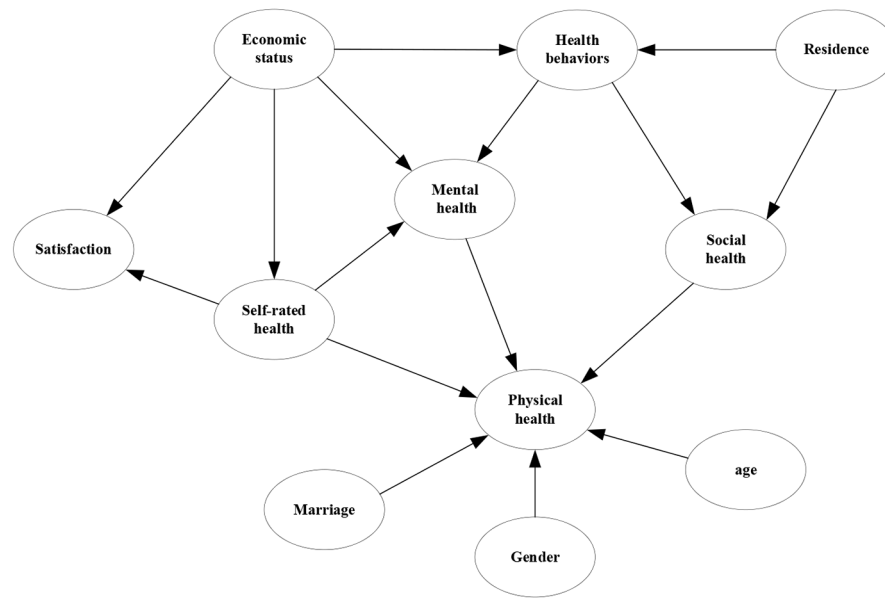 Economic
status
Health
behaviors
Residence
Mental
health
Satisfaction
Social
health
Self-rated
health
Physical
health
age
Marriage
Gender